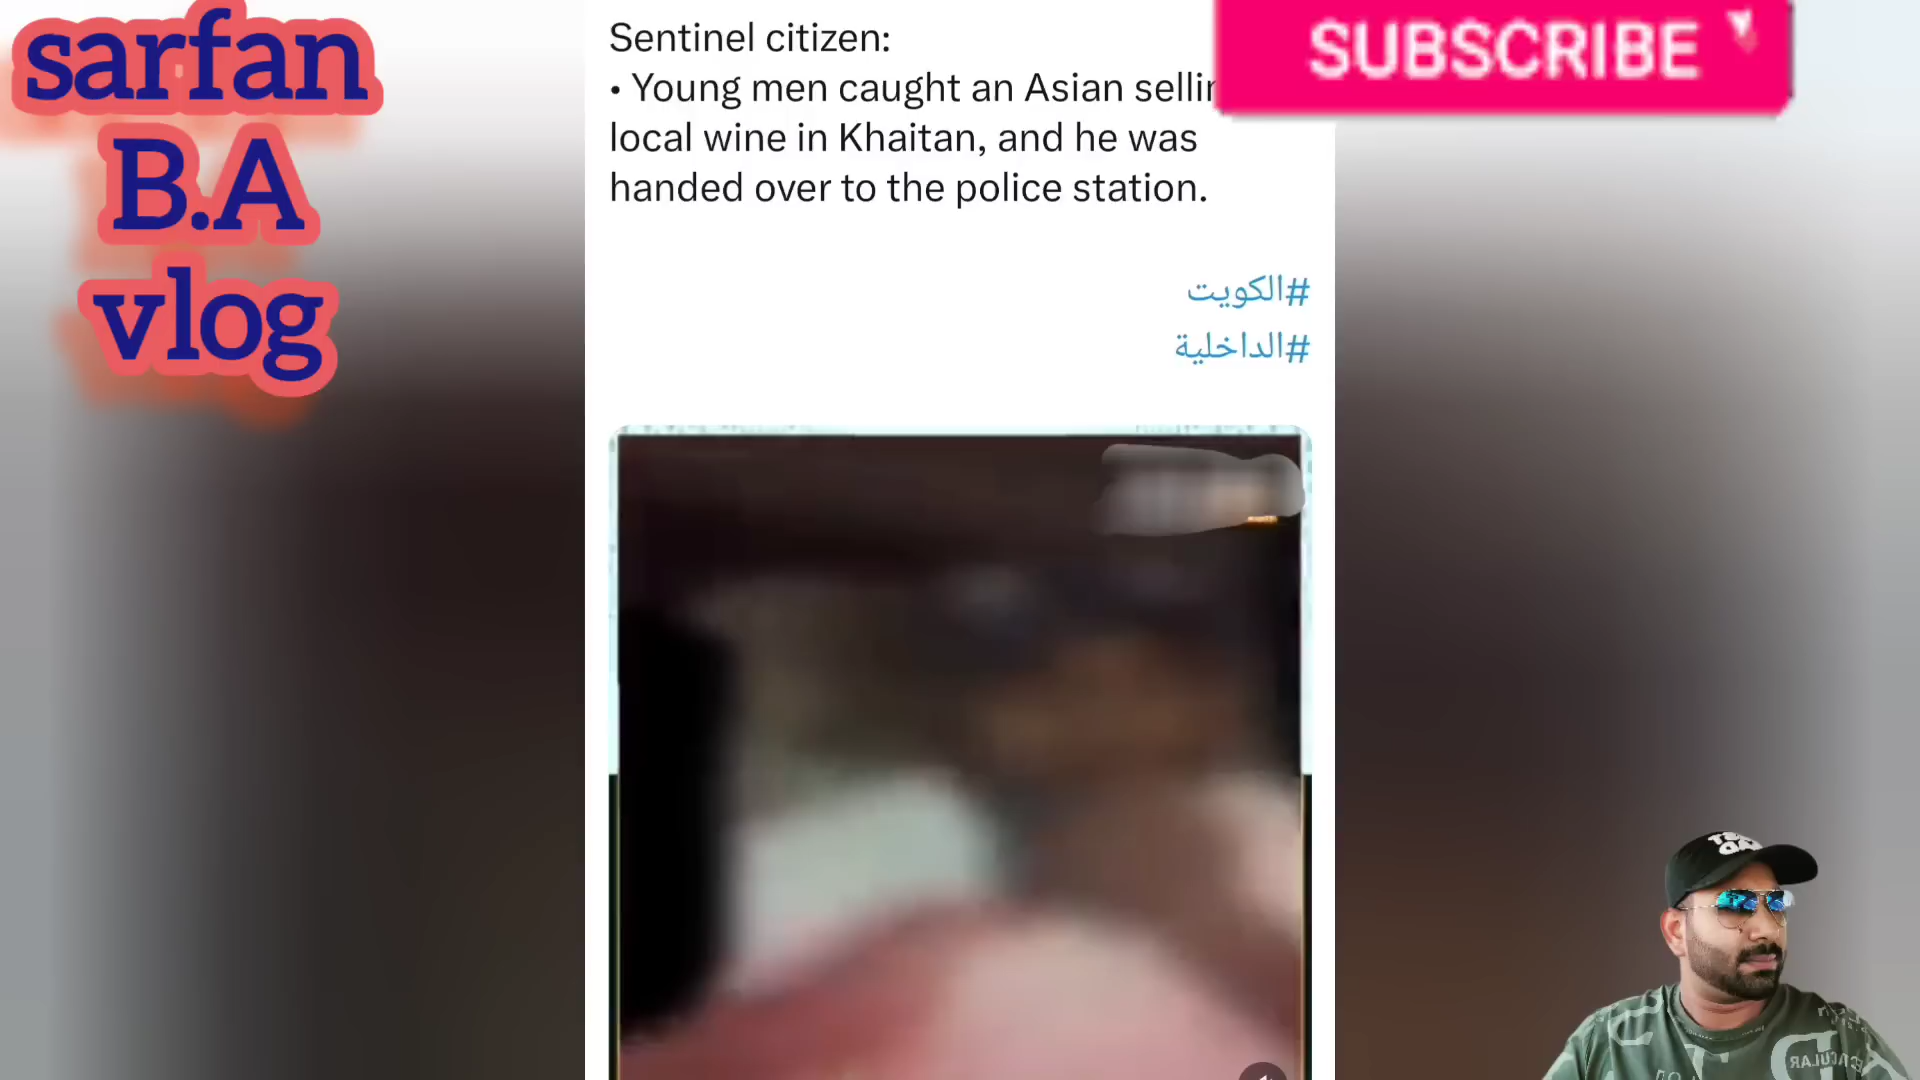 sarfan
B.A
vlog
Sentinel citizen:
• Young men caught an Asian
local wine in Khaitan, and he was
handed over to the police station.
#الكويت
#الداخلية
SUBSCRIBE